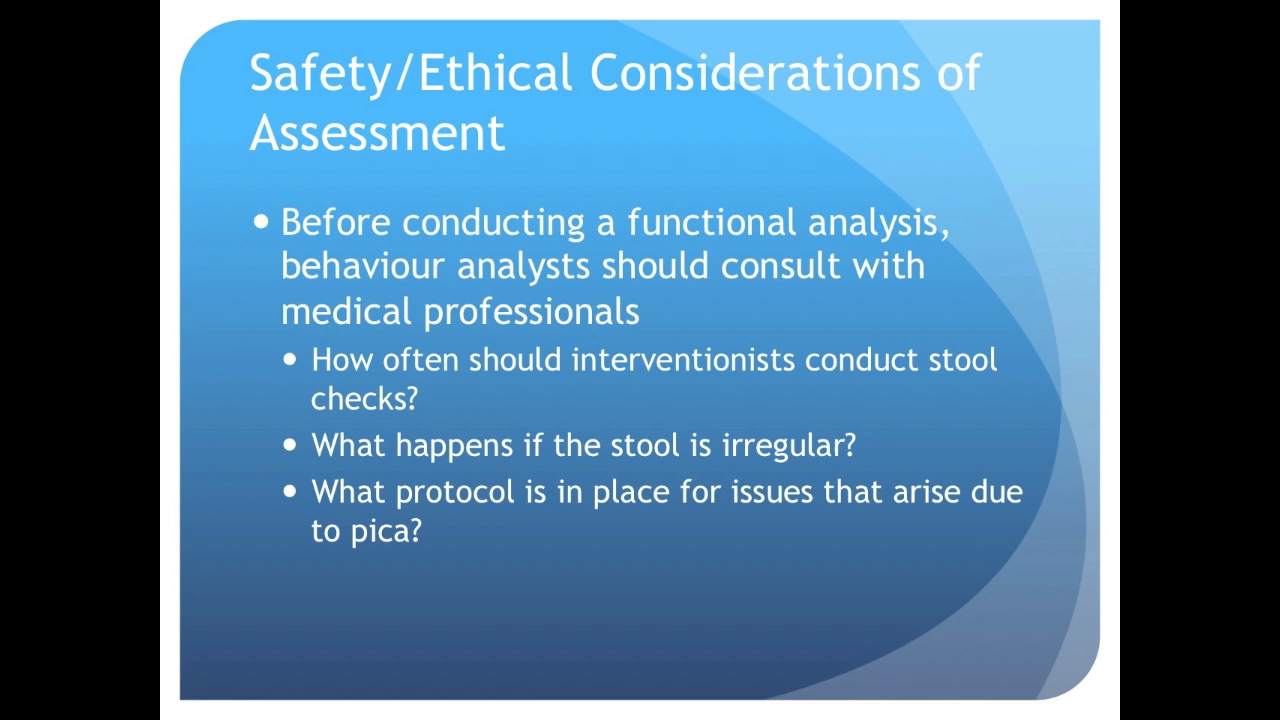 Safety/Ethical Considerations of
Assessment
• Before conducting a functional analysis,
behaviour analysts should consult with
medical professionals
• How often should interventionists conduct stool
checks?
• What happens if the stool is irregular?
• What protocol is in place for issues that arise due
to pica?